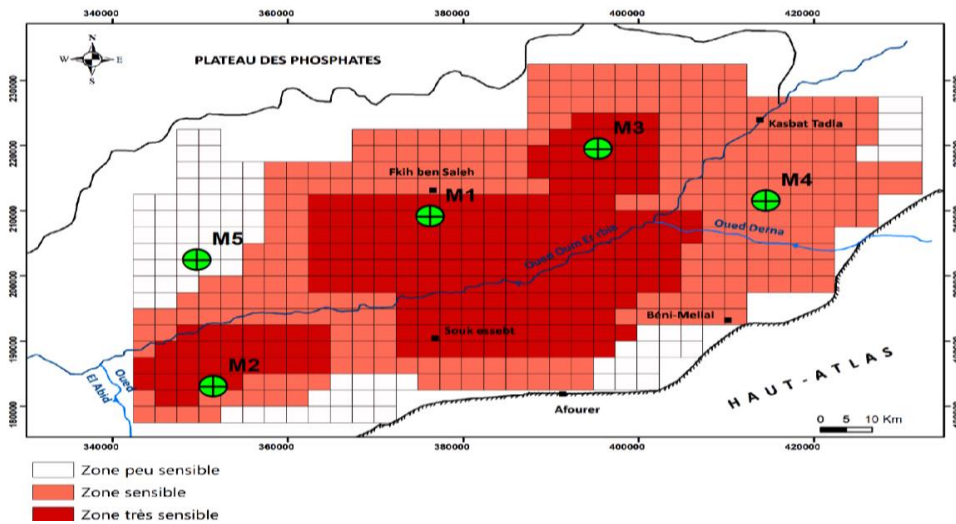 340000 360000 380000 400000 420000
N
W E
S
PLATEAU DES PHOSPHATES
230000
220000
210000
200000
190000
180000
M3
Kasbat Tadla
Fkih ben Saleh
M1
M4
M5
Oued Oum Er rbia
Oued Derna
Souk essebt
Béni-Mellal
M2
Oued
El Abid
HAUT-ATLAS
Afourer
0 5 10 Km
340000 360000 380000 400000 420000
Zone peu sensible
Zone sensible
Zone très sensible